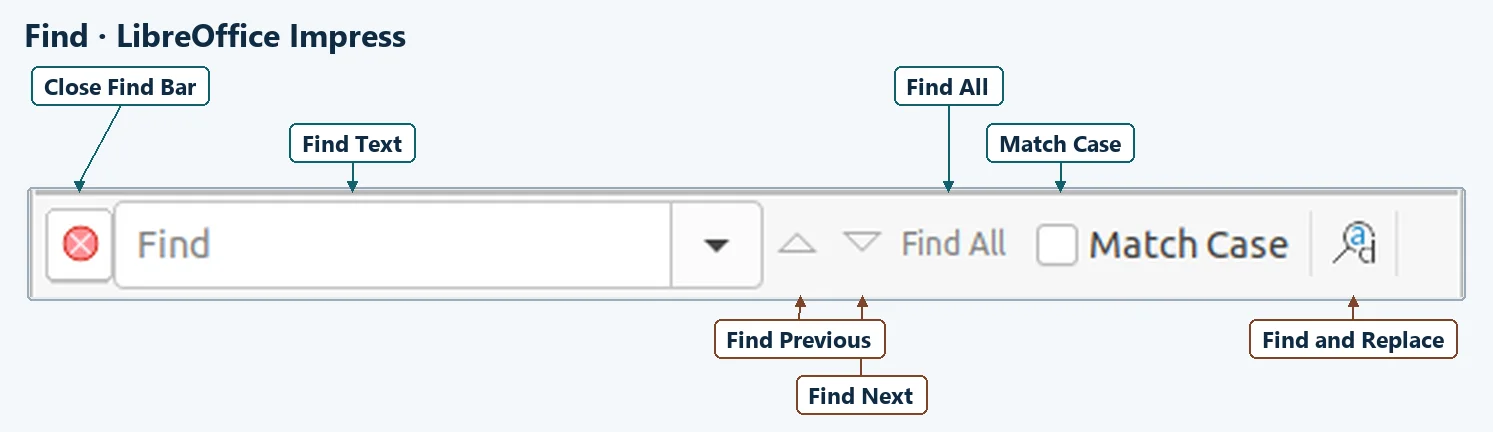 Find · LibreOffice Impress
Close Find Bar
Find All
Find Text
Match Case
Find
Find All
Match Case
Find Previous
Find and Replace
Find Next